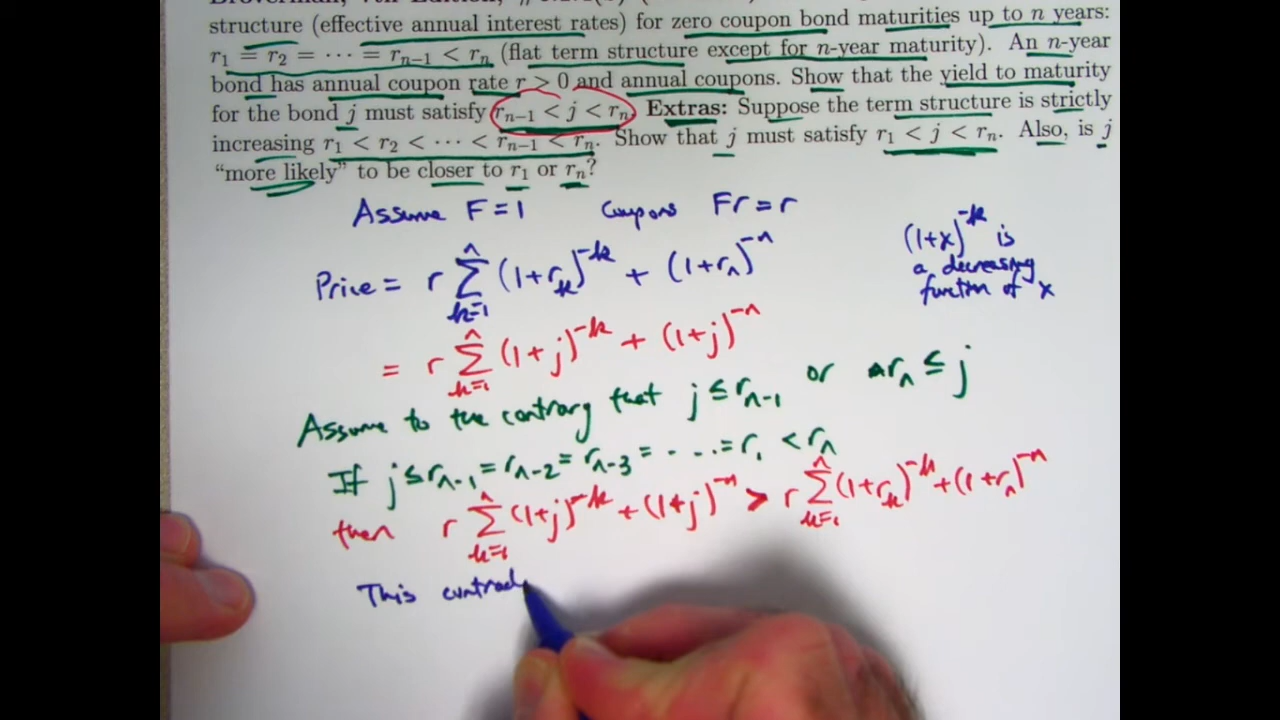 structure (effective annual interest rates) for zero coupon bond maturities up to n years:
r₁ = r₂ = ⋯ = rₙ₋₁ < rₙ (flat term structure except for n-year maturity). An n-year
bond has annual coupon rate r > 0 and annual coupons. Show that the yield to maturity
for the bond j must satisfy rₙ₋₁ < j < rₙ. Extras: Suppose the term structure is strictly
increasing r₁ < r₂ < ⋯ < rₙ₋₁ < rₙ. Show that j must satisfy r₁ < j < rₙ. Also, is j
“more likely” to be closer to r₁ or rₙ?
Assume F=1 Coupons Fr=r
(1+x)^{-k} is
a decreasing
function of x
Price = r Σ_{k=1}^{n} (1+r_k)^{-k} + (1+rₙ)^{-n}
= r Σ_{k=1}^{n} (1+j)^{-k} + (1+j)^{-n}
Assume to the contrary that j ≤ rₙ₋₁ or rₙ ≤ j
If j ≤ rₙ₋₁ = rₙ₋₂ = rₙ₋₃ = ⋯ = r₁ < rₙ
then r Σ_{k=1}^{n} (1+j)^{-k} + (1+j)^{-n} > r Σ_{k=1}^{n} (1+r_k)^{-k} + (1+rₙ)^{-n}
This contrad